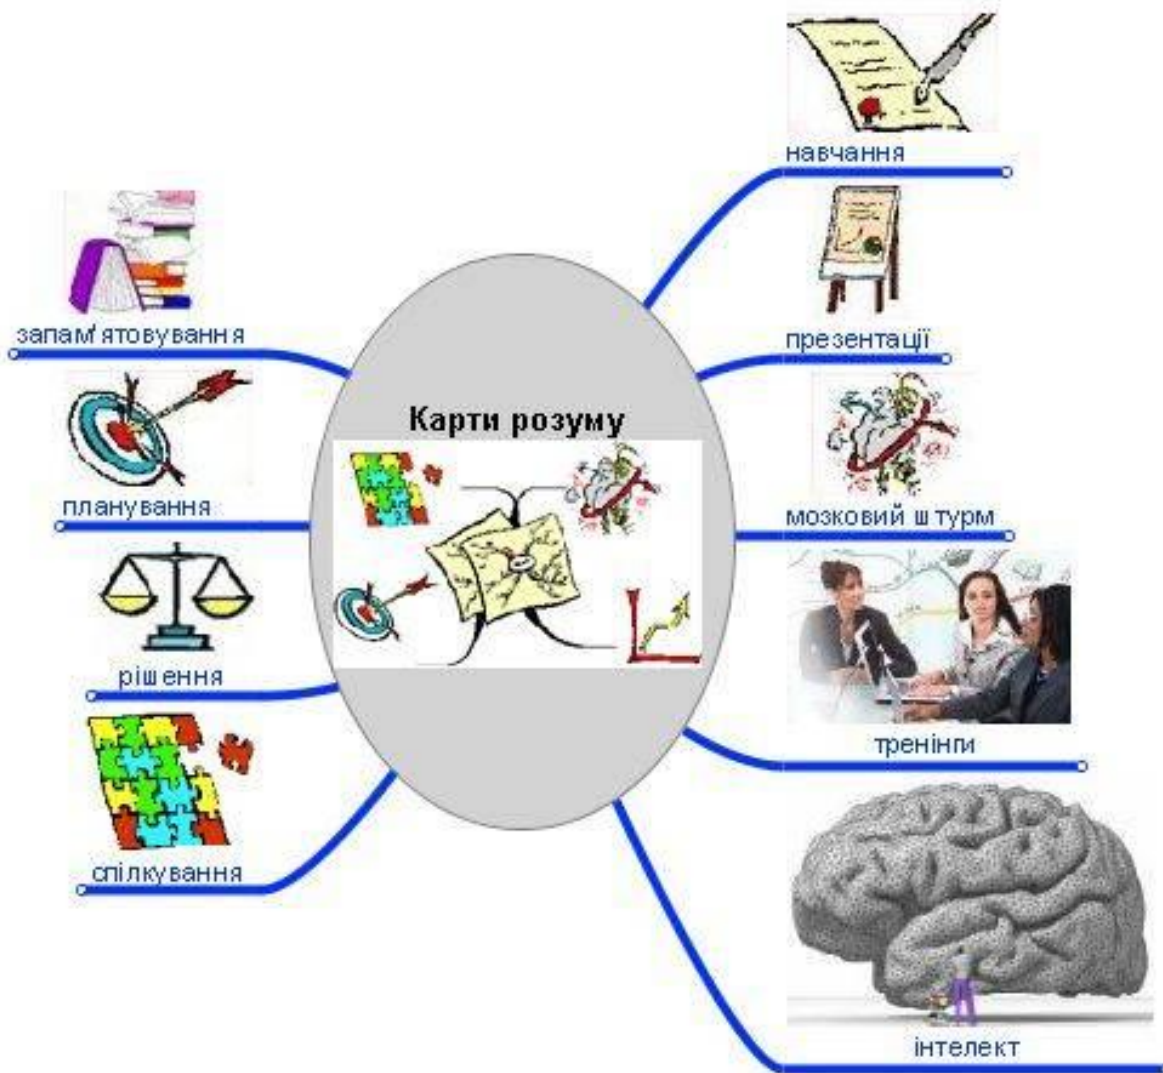 навчання
презентації
мозковий штурм
тренінги
інтелект
Карти розуму
запам'ятовування
планування
рішення
спілкування